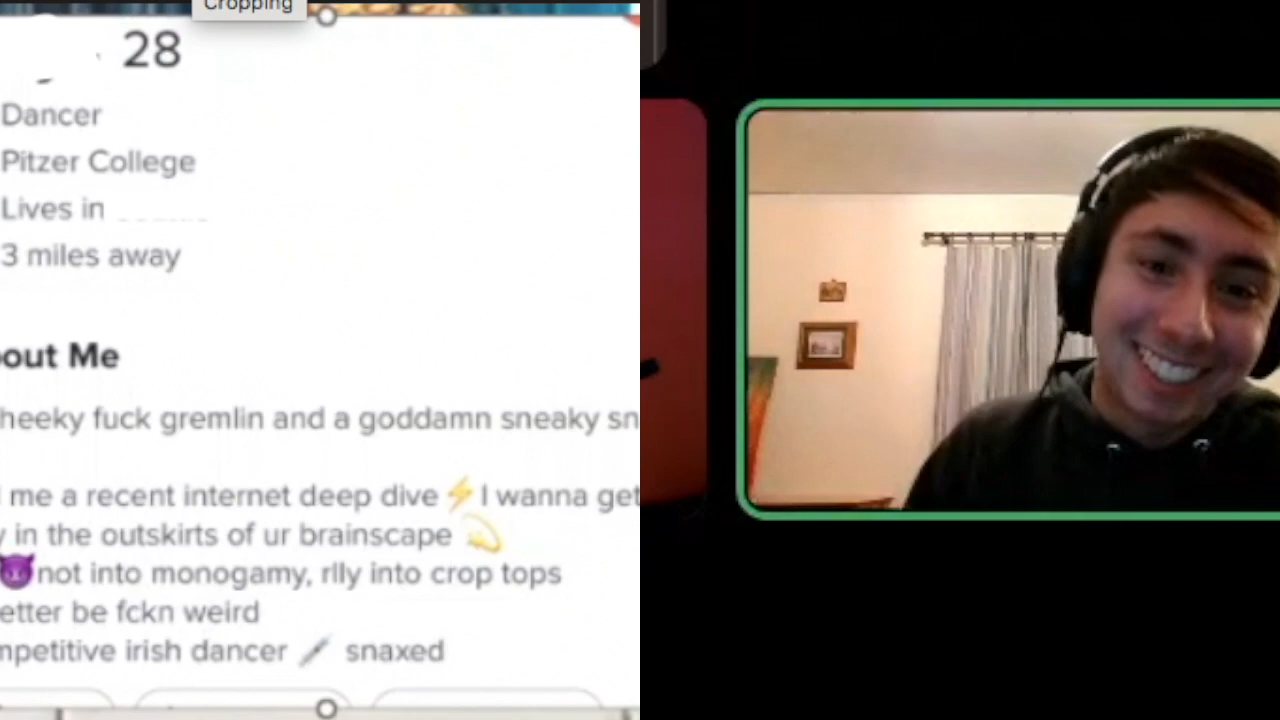 Cropping
28
Dancer
Pitzer College
Lives in
3 miles away
out Me
heeky fuck gremlin and a goddamn sneaky sn
me a recent internet deep dive⚡I wanna get
y in the outskirts of ur brainscape 💫
😈not into monogamy, rlly into crop tops
etter be fckn weird
mpetitive irish dancer 💉 snaxed